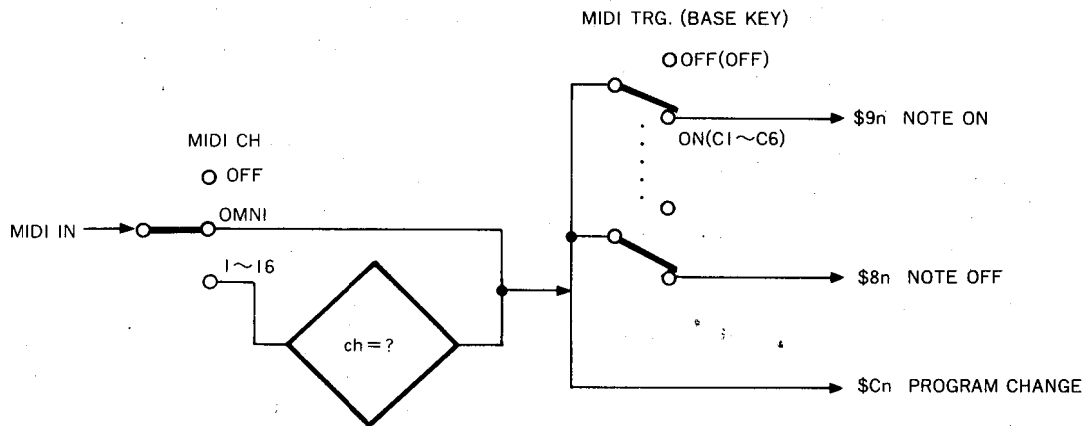 MIDI TRG. (BASE KEY)
OFF(OFF)
$9n NOTE ON
ON(C1～C6)
MIDI CH
OFF
OMNI
MIDI IN
1～16
$8n NOTE OFF
ch=?
$Cn PROGRAM CHANGE